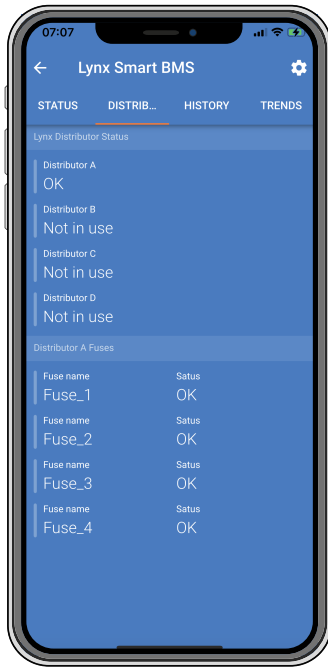 07:07
Lynx Smart BMS
STATUS DISTRIB... HISTORY TRENDS
Lynx Distributor Status
Distributor A
OK
Distributor B
Not in use
Distributor C
Not in use
Distributor D
Not in use
Distributor A Fuses
Fuse name Satus
Fuse_1 OK
Fuse name Satus
Fuse_2 OK
Fuse name Satus
Fuse_3 OK
Fuse name Satus
Fuse_4 OK